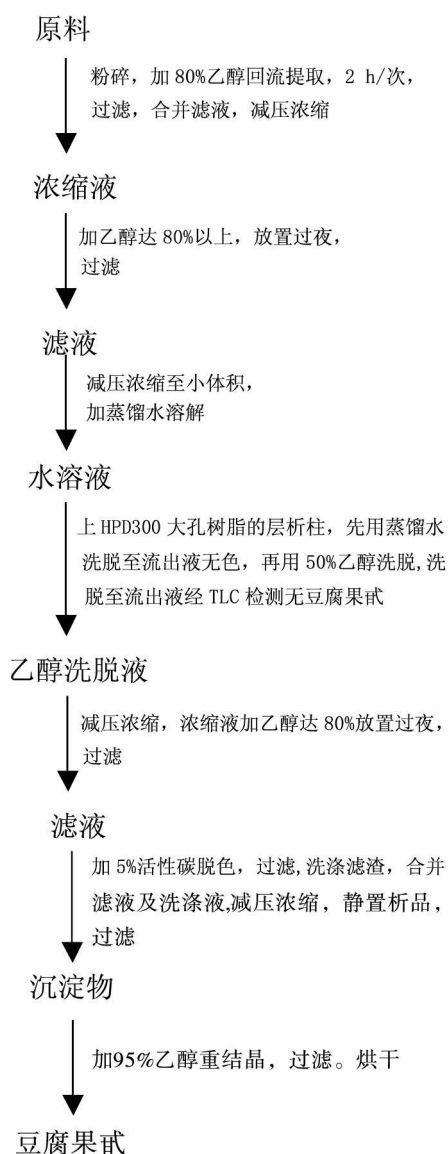 原料
粉碎，加 80%乙醇回流提取，2 h/次，
过滤，合并滤液，减压浓缩
浓缩液
加乙醇达 80%以上，放置过夜，
过滤
滤液
减压浓缩至小体积，
加蒸馏水溶解
水溶液
上 HPD300 大孔树脂的层析柱，先用蒸馏水
洗脱至流出液无色，再用 50%乙醇洗脱,洗
脱至流出液经 TLC 检测无豆腐果甙
乙醇洗脱液
减压浓缩，浓缩液加乙醇达 80%放置过夜，
过滤
滤液
加 5%活性碳脱色，过滤,洗涤滤渣，合并
滤液及洗涤液,减压浓缩，静置析品，
过滤
沉淀物
加95%乙醇重结晶，过滤。烘干
豆腐果甙